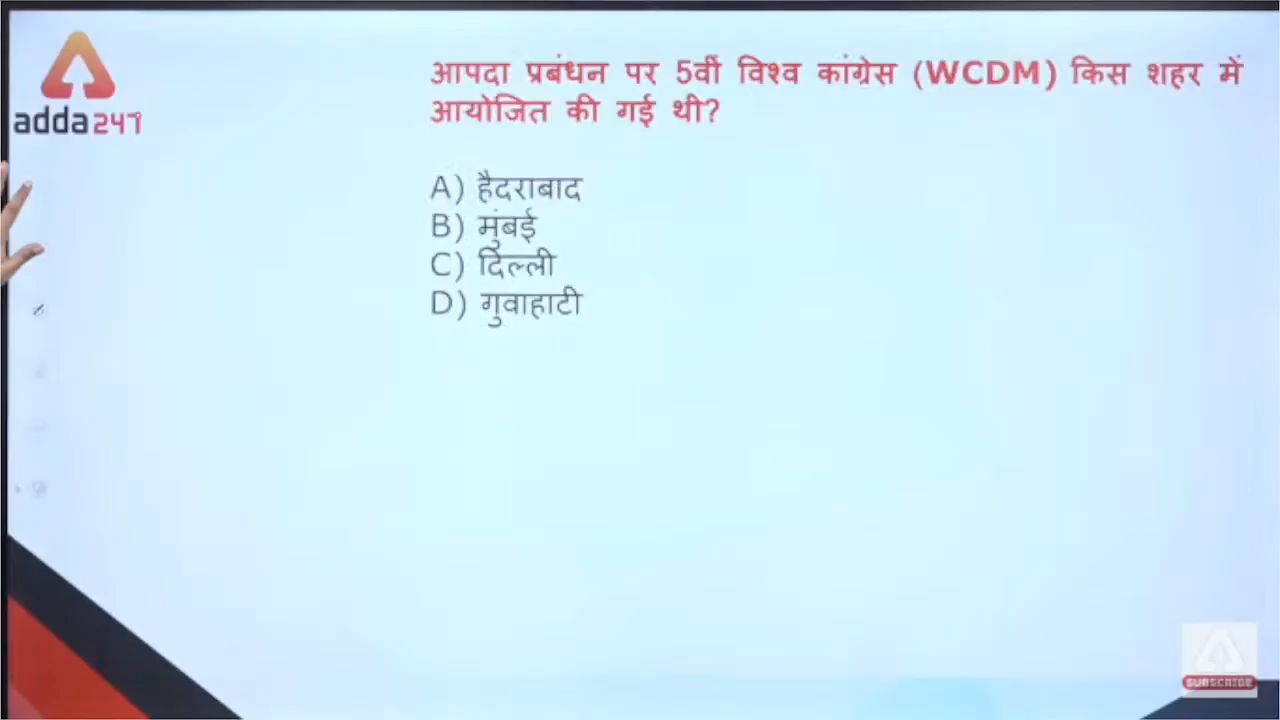 adda247
आपदा प्रबंधन पर 5वीं विश्व कांग्रेस (WCDM) किस शहर में
आयोजित की गई थी?
A) हैदराबाद
B) मुंबई
C) दिल्ली
D) गुवाहाटी
SUBSCRIBE